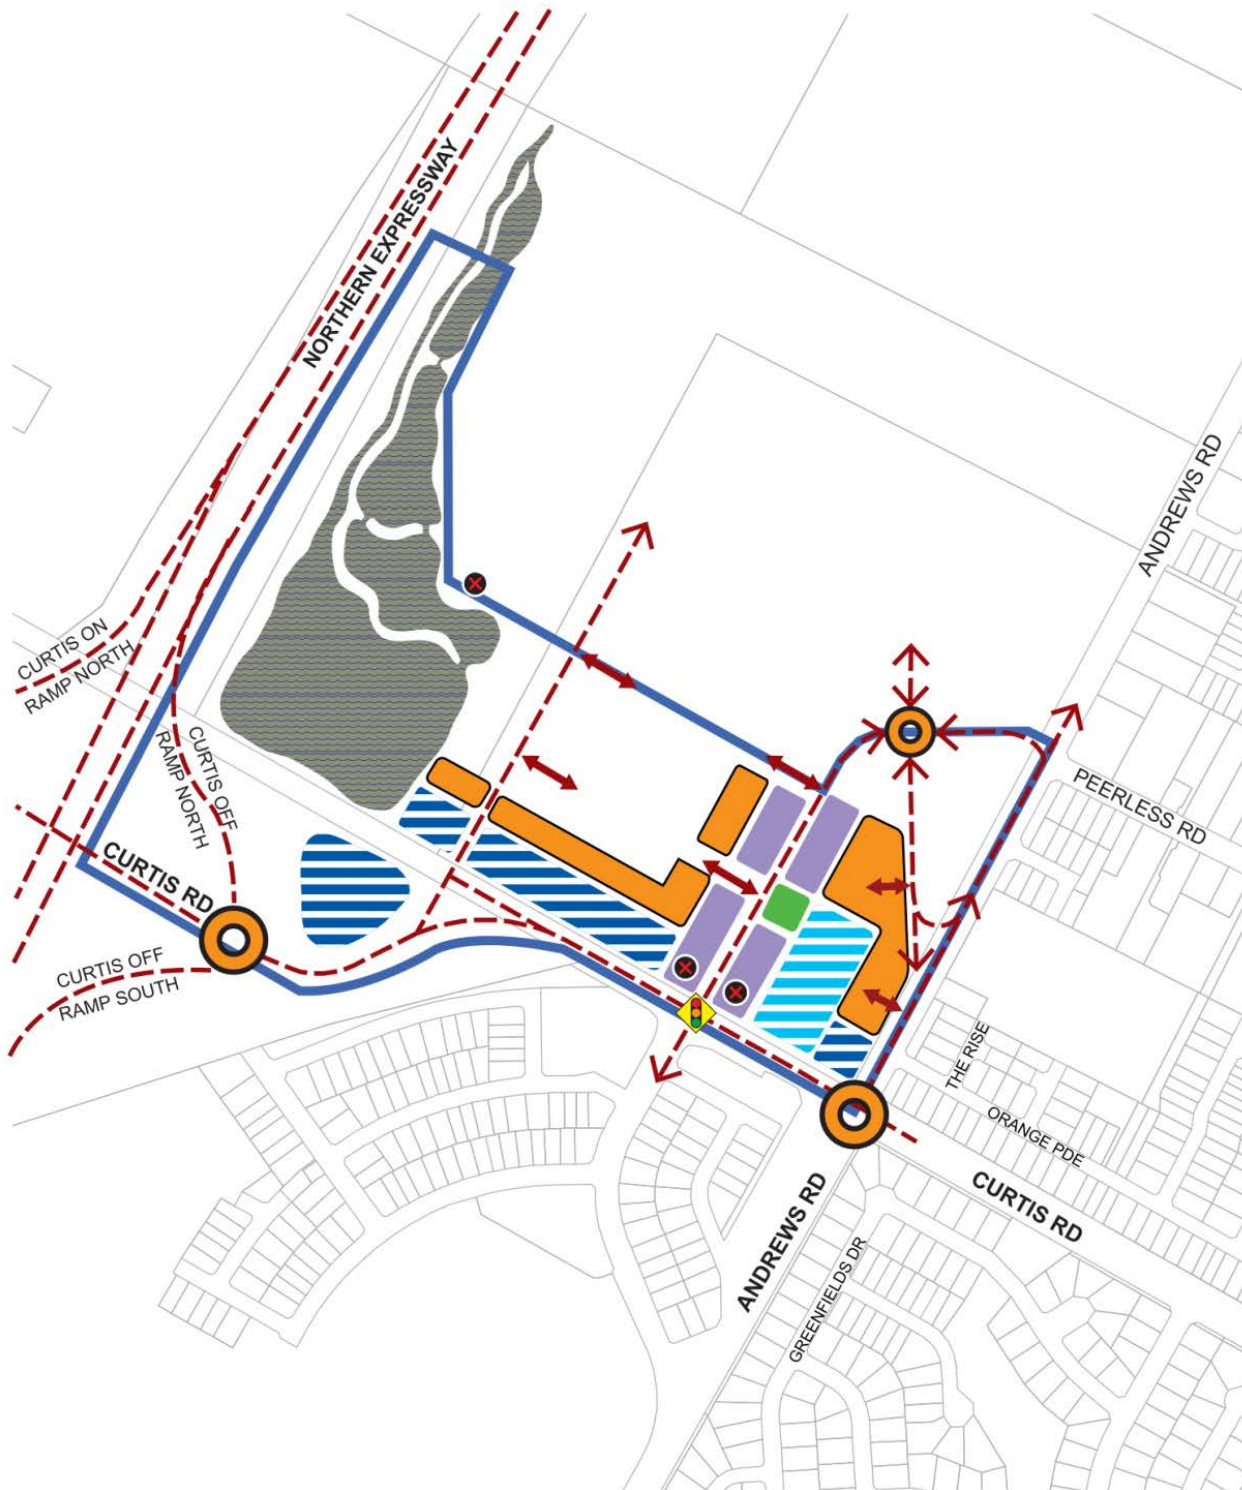 NORTHERN EXPRESSWAY
ANDREWS RD
CURTIS ON
RAMP NORTH
CURTIS OFF
RAMP NORTH
PEERLESS RD
CURTIS RD
CURTIS OFF
RAMP SOUTH
THE RISE
ORANGE PDE
CURTIS RD
ANDREWS RD
GREENFIELDS DR